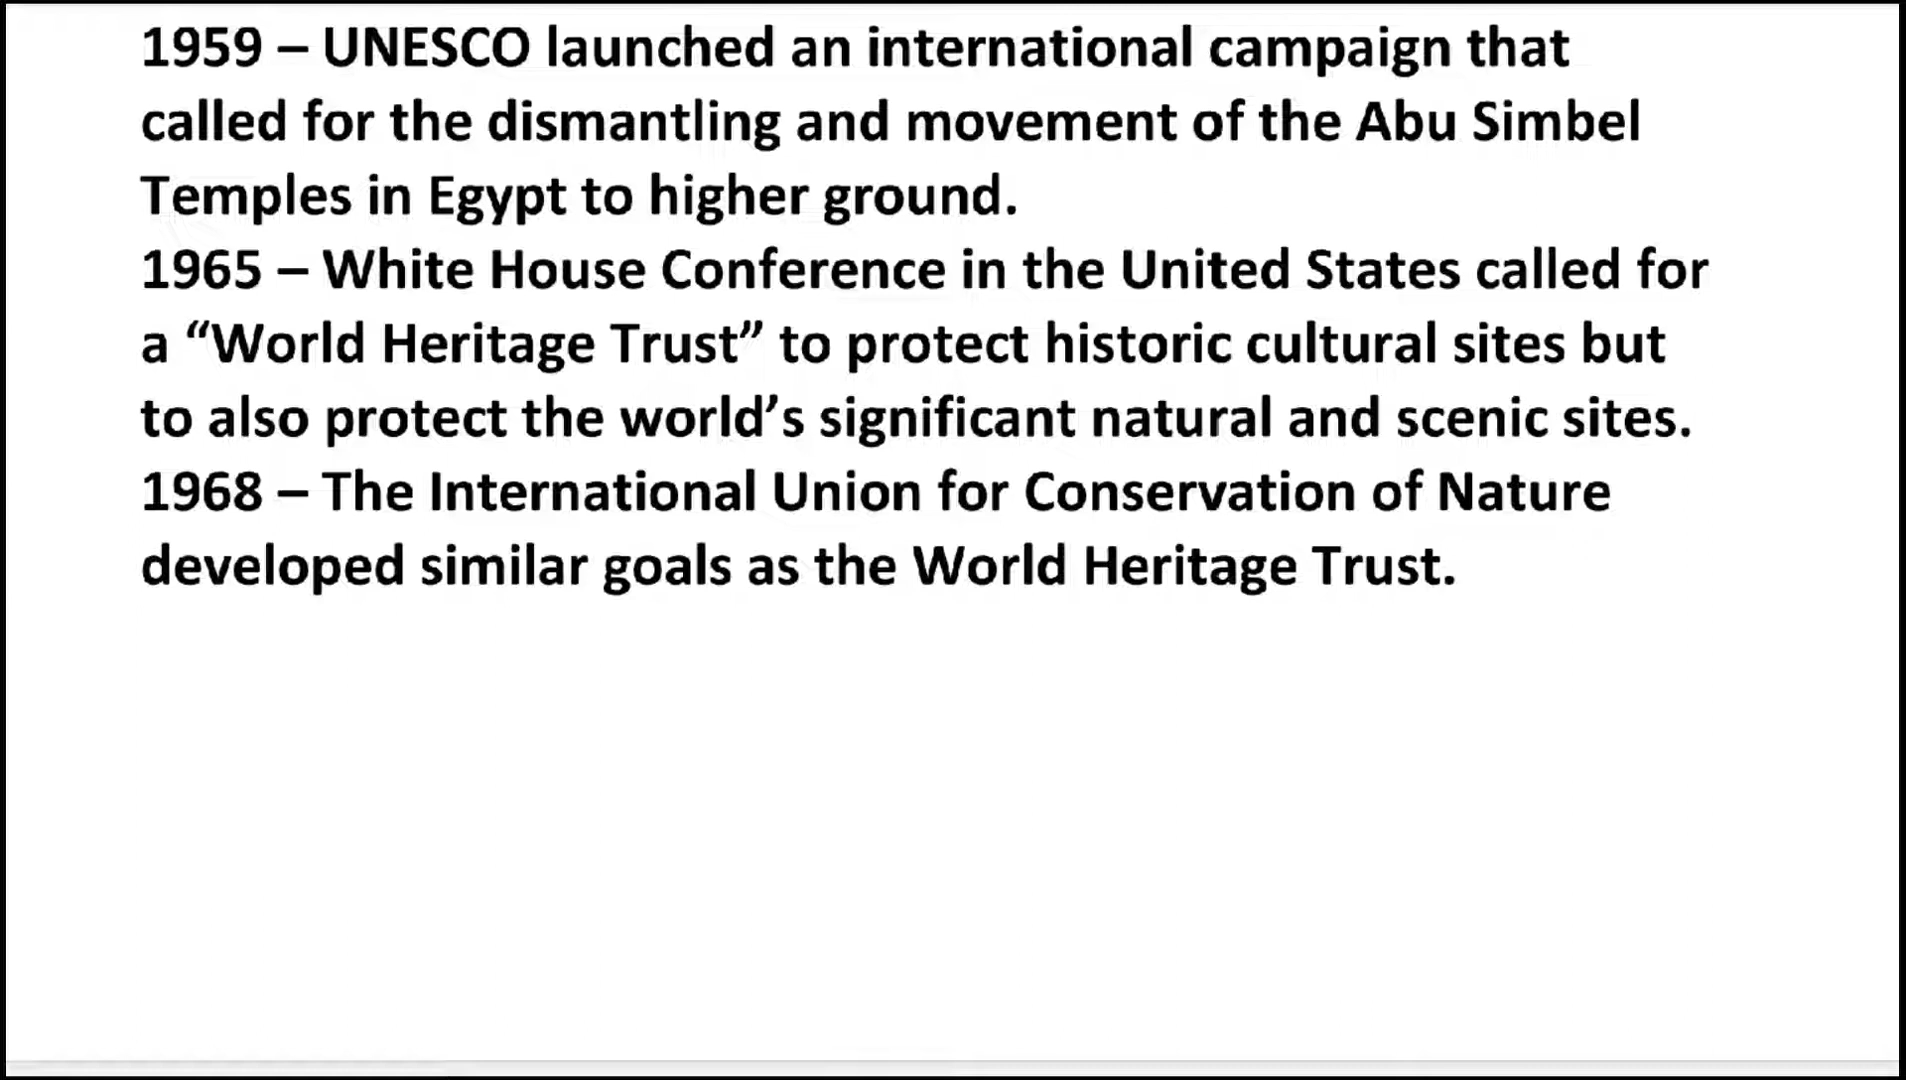 1959 – UNESCO launched an international campaign that
called for the dismantling and movement of the Abu Simbel
Temples in Egypt to higher ground.
1965 – White House Conference in the United States called for
a “World Heritage Trust” to protect historic cultural sites but
to also protect the world’s significant natural and scenic sites.
1968 – The International Union for Conservation of Nature
developed similar goals as the World Heritage Trust.